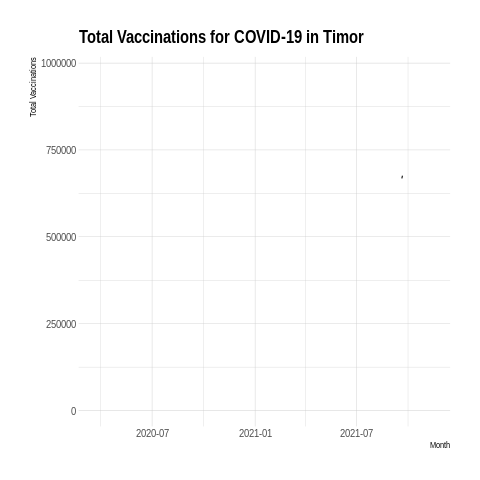 Total Vaccinations for COVID-19 in Timor
Total Vaccinations
1000000
750000
500000
250000
0
2020-07 2021-01 2021-07
Month